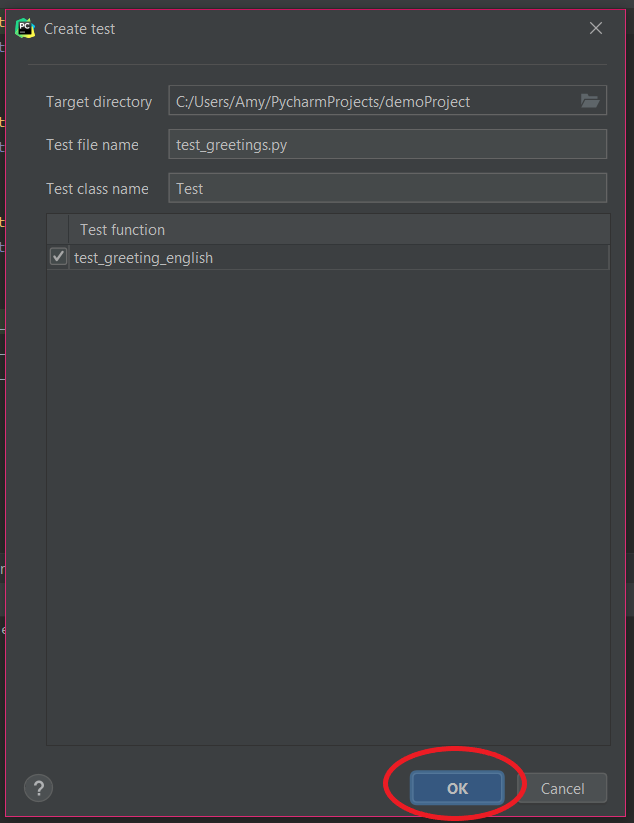 PC
Create test
Target directory C:/Users/Amy/PycharmProjects/demoProject
Test file name test_greetings.py
Test class name Test
Test function
test_greeting_english
? OK Cancel